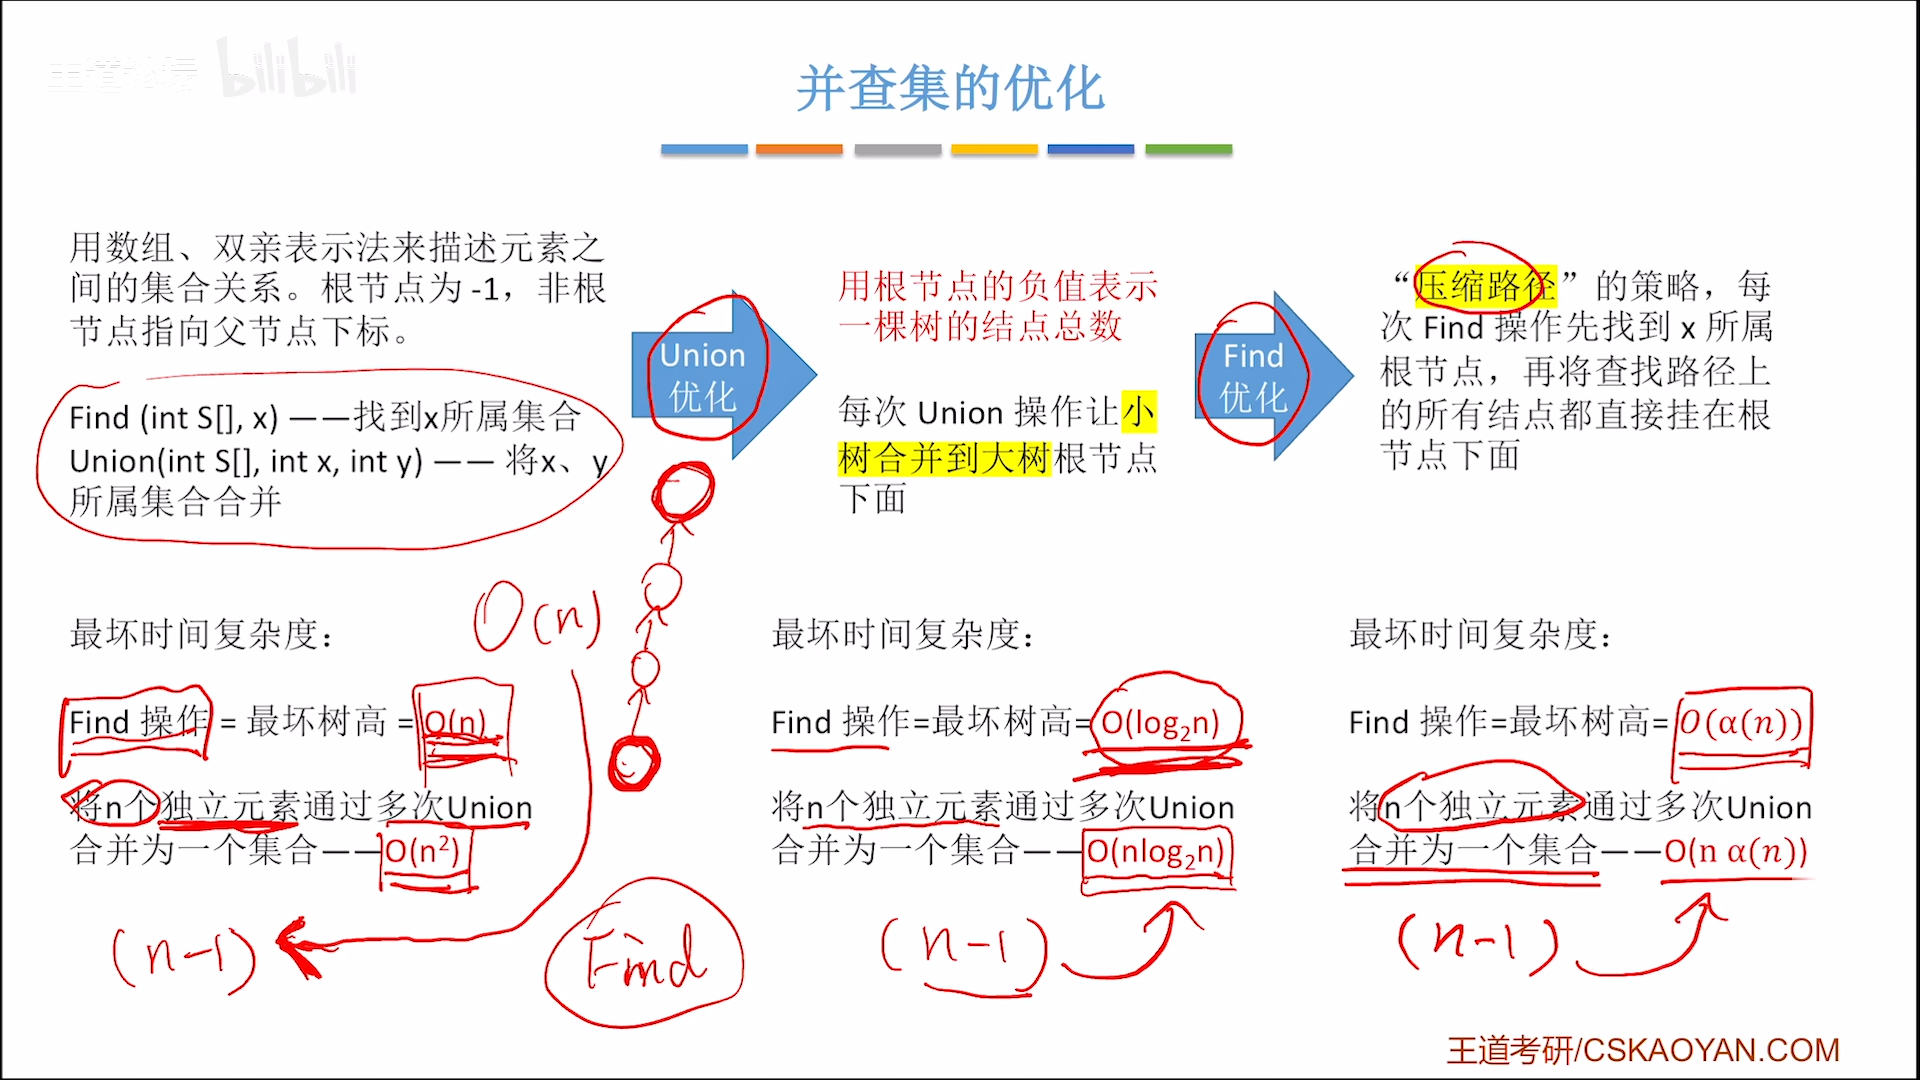 王道论坛 bilibili
并查集的优化
用数组、双亲表示法来描述元素之
间的集合关系。根节点为 -1，非根
节点指向父节点下标。
Find (int S[], x) ——找到x所属集合
Union(int S[], int x, int y) —— 将x、y
所属集合合并
Union
优化
用根节点的负值表示
一棵树的结点总数
每次 Union 操作让小
树合并到大树根节点
下面
Find
优化
“压缩路径”的策略，每
次 Find 操作先找到 x 所属
根节点，再将查找路径上
的所有结点都直接挂在根
节点下面
O(n)
最坏时间复杂度：
Find 操作 = 最坏树高 = O(n)
将n个独立元素通过多次Union
合并为一个集合——O(n²)
(n-1)
Find
最坏时间复杂度：
Find 操作=最坏树高= O(log₂n)
将n个独立元素通过多次Union
合并为一个集合——O(nlog₂n)
(n-1)
最坏时间复杂度：
Find 操作=最坏树高= O(α(n))
将n个独立元素通过多次Union
合并为一个集合——O(n α(n))
(n-1)
王道考研/CSKAOYAN.COM